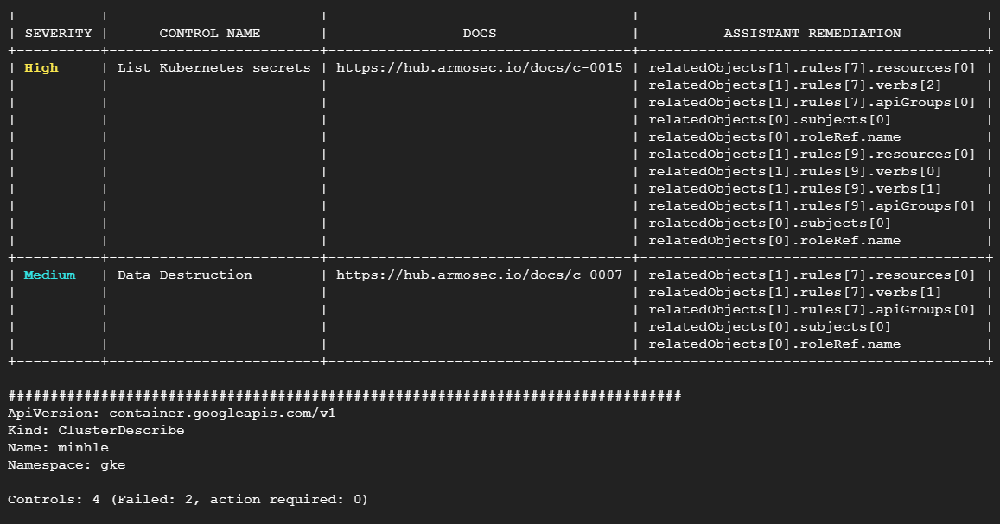 +----------+-------------------------+------------------------------------+-----------------------------------------+
| SEVERITY |      CONTROL NAME       |                DOCS                |          ASSISTANT REMEDIATION          |
+----------+-------------------------+------------------------------------+-----------------------------------------+
| High     | List Kubernetes secrets | https://hub.armosec.io/docs/c-0015 | relatedObjects[1].rules[7].resources[0] |
|          |                         |                                    | relatedObjects[1].rules[7].verbs[2]     |
|          |                         |                                    | relatedObjects[1].rules[7].apiGroups[0] |
|          |                         |                                    | relatedObjects[0].subjects[0]           |
|          |                         |                                    | relatedObjects[0].roleRef.name          |
|          |                         |                                    | relatedObjects[1].rules[9].resources[0] |
|          |                         |                                    | relatedObjects[1].rules[9].verbs[0]     |
|          |                         |                                    | relatedObjects[1].rules[9].verbs[1]     |
|          |                         |                                    | relatedObjects[1].rules[9].apiGroups[0] |
|          |                         |                                    | relatedObjects[0].subjects[0]           |
|          |                         |                                    | relatedObjects[0].roleRef.name          |
+----------+-------------------------+------------------------------------+-----------------------------------------+
| Medium   | Data Destruction        | https://hub.armosec.io/docs/c-0007 | relatedObjects[1].rules[7].resources[0] |
|          |                         |                                    | relatedObjects[1].rules[7].verbs[1]     |
|          |                         |                                    | relatedObjects[1].rules[7].apiGroups[0] |
|          |                         |                                    | relatedObjects[0].subjects[0]           |
|          |                         |                                    | relatedObjects[0].roleRef.name          |
+----------+-------------------------+------------------------------------+-----------------------------------------+
################################################################################
ApiVersion: container.googleapis.com/v1
Kind: ClusterDescribe
Name: minhle
Namespace: gke
Controls: 4 (Failed: 2, action required: 0)